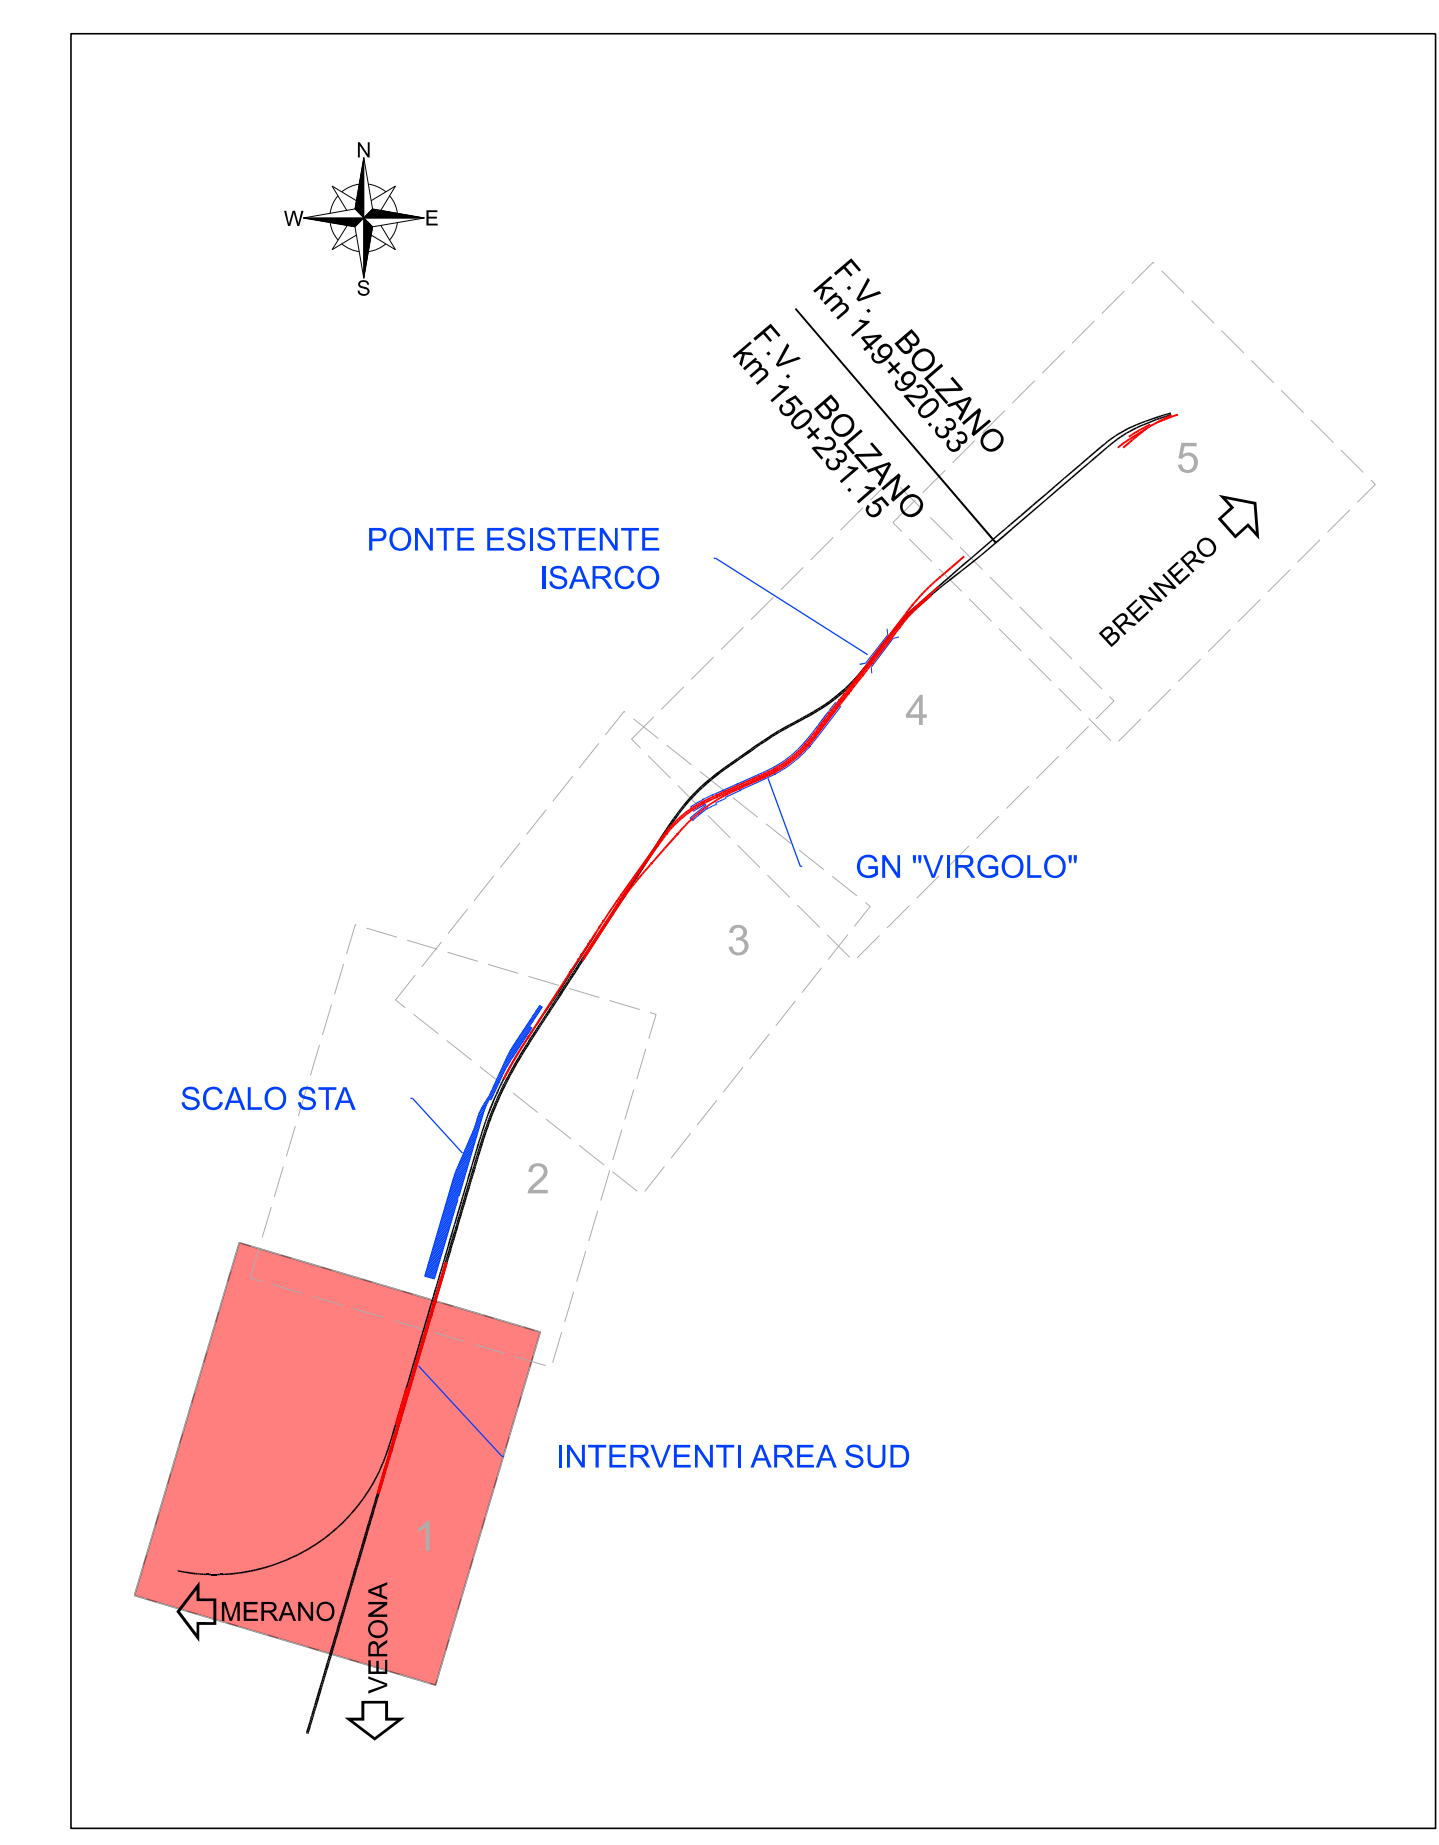 N
W
E
S
F.V. BOLZANO
km 149+920.33
F.V. BOLZANO
km 150+231.15
5
PONTE ESISTENTE
ISARCO
BRENNERO
4
GN "VIRGOLO"
3
SCALO STA
2
INTERVENTI AREA SUD
1
MERANO
VERONA